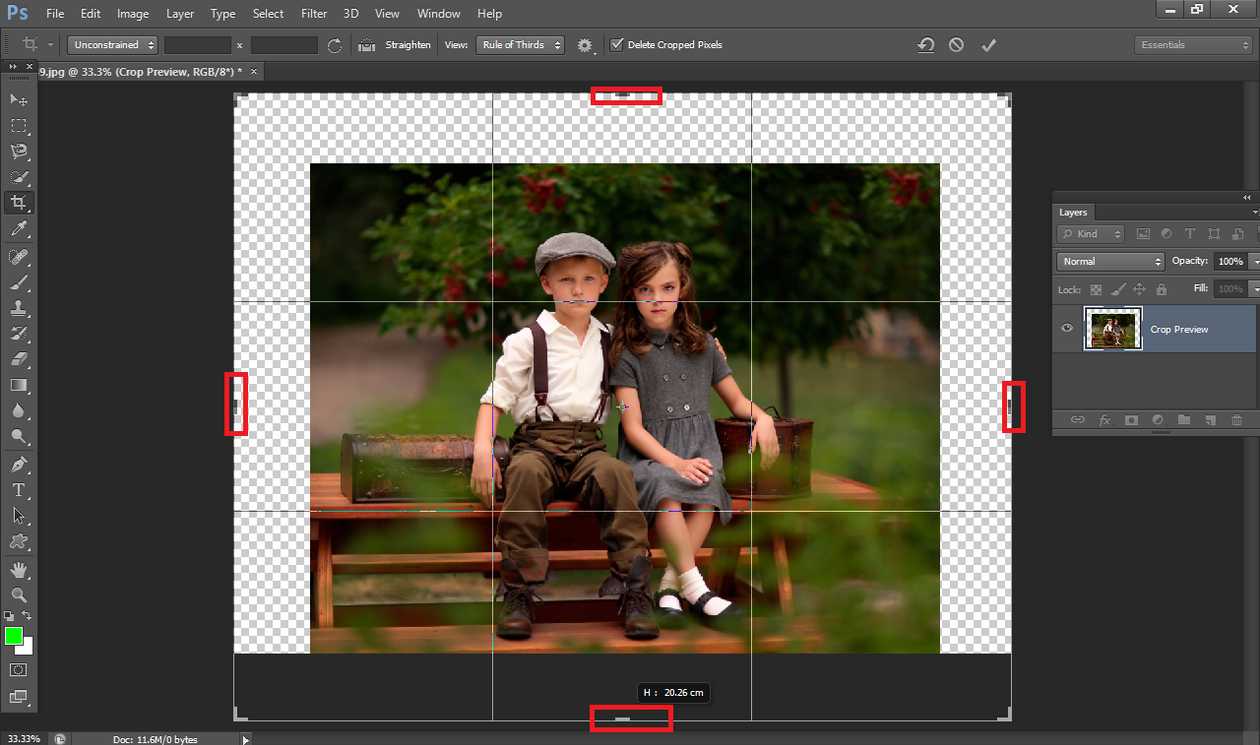 Ps File Edit Image Layer Type Select Filter 3D View Window Help
Unconstrained x Straighten View: Rule of Thirds Delete Cropped Pixels Essentials
9.jpg @ 33.3% (Crop Preview, RGB/8*) * ×
Layers
Kind T
Normal Opacity: 100%
Lock: Fill: 100%
Crop Preview
fx
T
H : 20.26 cm
33.33% Doc: 11.6M/0 bytes